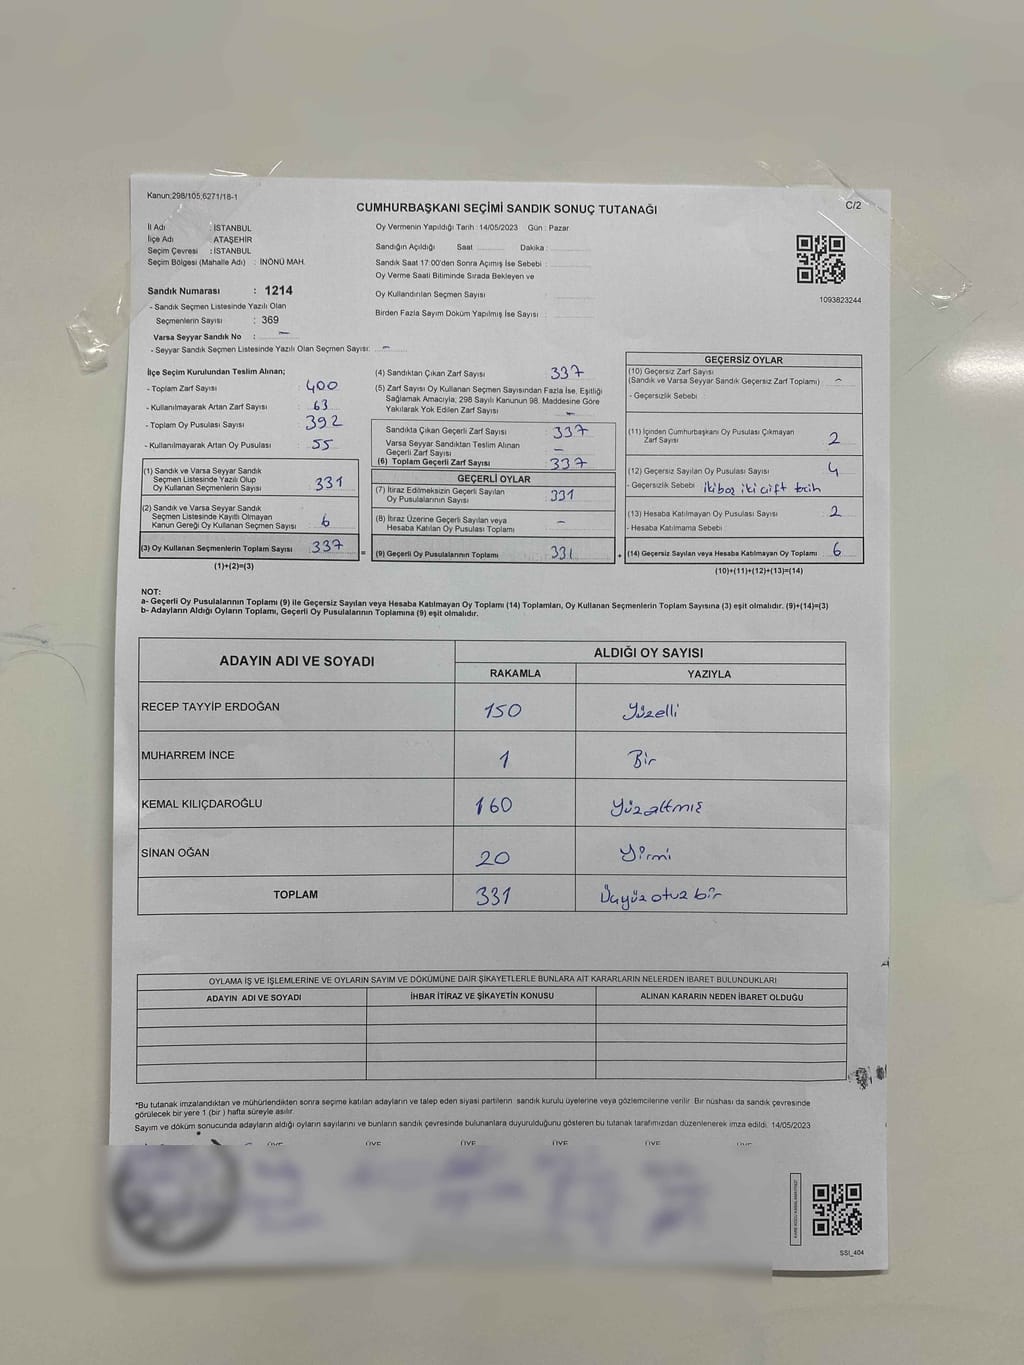 Kanun;298/105,6271/18-1
CUMHURBAŞKANI SEÇİMİ SANDIK SONUÇ TUTANAĞI
C/2
İl Adı : İSTANBUL
İlçe Adı ATAŞEHİR
Seçim Çevresi : İSTANBUL
Seçim Bölgesi (Mahalle Adı) : İNÖNÜ MAH.
Sandık Numarası : 1214
- Sandık Seçmen Listesinde Yazılı Olan
Seçmenlerin Sayısı : 369
Varsa Seyyar Sandık No : -
- Seyyar Sandık Seçmen Listesinde Yazılı Olan Seçmen Sayısı: -
Oy Vermenin Yapıldığı Tarih : 14/05/2023 Gün : Pazar
Sandığın Açıldığı Saat Dakika :
Sandık Saat 17:00'den Sonra Açımış İse Sebebi :
Oy Verme Saati Bitiminde Sırada Bekleyen ve
Oy Kullandırılan Seçmen Sayısı
Birden Fazla Sayım Döküm Yapılmış İse Sayısı :
1093823244
İlçe Seçim Kurulundan Teslim Alınan;
- Toplam Zarf Sayısı : 400
- Kullanılmayarak Artan Zarf Sayısı : 63
- Toplam Oy Pusulası Sayısı : 392
- Kullanılmayarak Artan Oy Pusulası : 55
(1) Sandık ve Varsa Seyyar Sandık
Seçmen Listesinde Yazılı Olup
Oy Kullanan Seçmenlerin Sayısı : 331
(2) Sandık ve Varsa Seyyar Sandık
Seçmen Listesinde Kayıtlı Olmayan
Kanun Gereği Oy Kullanan Seçmen Sayısı : 6
(3) Oy Kullanan Seçmenlerin Toplam Sayısı : 337
(1)+(2)=(3)
(4) Sandıktan Çıkan Zarf Sayısı : 337
(5) Zarf Sayısı Oy Kullanan Seçmen Sayısından Fazla İse, Eşitliği
Sağlamak Amacıyla; 298 Sayılı Kanunun 98. Maddesine Göre
Yakılarak Yok Edilen Zarf Sayısı : -
Sandıkta Çıkan Geçerli Zarf Sayısı : 337
Varsa Seyyar Sandıktan Teslim Alınan
Geçerli Zarf Sayısı : -
(6) Toplam Geçerli Zarf Sayısı : 337
GEÇERLİ OYLAR
(7) İtiraz Edilmeksizin Geçerli Sayılan
Oy Pusulalarının Sayısı : 331
(8) İtiraz Üzerine Geçerli Sayılan veya
Hesaba Katılan Oy Pusulası Toplamı : -
= (9) Geçerli Oy Pusulalarının Toplamı : 331
GEÇERSİZ OYLAR
(10) Geçersiz Zarf Sayısı
(Sandık ve Varsa Seyyar Sandık Geçersiz Zarf Toplamı) : -
- Geçersizlik Sebebi :
(11) İçinden Cumhurbaşkanı Oy Pusulası Çıkmayan
Zarf Sayısı : 2
(12) Geçersiz Sayılan Oy Pusulası Sayısı : 4
- Geçersizlik Sebebi iki boş iki çift tercih
(13) Hesaba Katılmayan Oy Pusulası Sayısı : 2
- Hesaba Katılmama Sebebi :
+ (14) Geçersiz Sayılan veya Hesaba Katılmayan Oy Toplamı : 6
(10)+(11)+(12)+(13)=(14)
NOT:
a- Geçerli Oy Pusulalarının Toplamı (9) ile Geçersiz Sayılan veya Hesaba Katılmayan Oy Toplamı (14) Toplamları, Oy Kullanan Seçmenlerin Toplam Sayısına (3) eşit olmalıdır. (9)+(14)=(3)
b- Adayların Aldığı Oyların Toplamı, Geçerli Oy Pusulalarının Toplamına (9) eşit olmalıdır.
ADAYIN ADI VE SOYADI
ALDIĞI OY SAYISI
RAKAMLA YAZIYLA
RECEP TAYYİP ERDOĞAN 150 Yüzelli
MUHARREM İNCE 1 Bir
KEMAL KILIÇDAROĞLU 160 Yüzaltmış
SİNAN OĞAN 20 Yirmi
TOPLAM 331 Üçyüz otuz bir
OYLAMA İŞ VE İŞLEMLERİNE VE OYLARIN SAYIM VE DÖKÜMÜNE DAİR ŞİKAYETLERLE BUNLARA AİT KARARLARIN NELERDEN İBARET BULUNDUKLARI
ADAYIN ADI VE SOYADI İHBAR İTİRAZ VE ŞİKAYETİN KONUSU ALINAN KARARIN NEDEN İBARET OLDUĞU
*Bu tutanak imzalandıktan ve mühürlendikten sonra seçime katılan adayların ve talep eden siyasi partilerin sandık kurulu üyelerine veya gözlemcilerine verilir. Bir nüshası da sandık çevresinde
görülecek bir yere 1 (bir ) hafta süreyle asılır.
Sayım ve döküm sonucunda adayların aldığı oyların sayılarını ve bunların sandık çevresinde bulunanlara duyurulduğunu gösteren bu tutanak tarafımızdan düzenlenerek imza edildi. 14/05/2023
ÜYE ÜYE ÜYE ÜYE ÜYE ÜYE
SSI_404